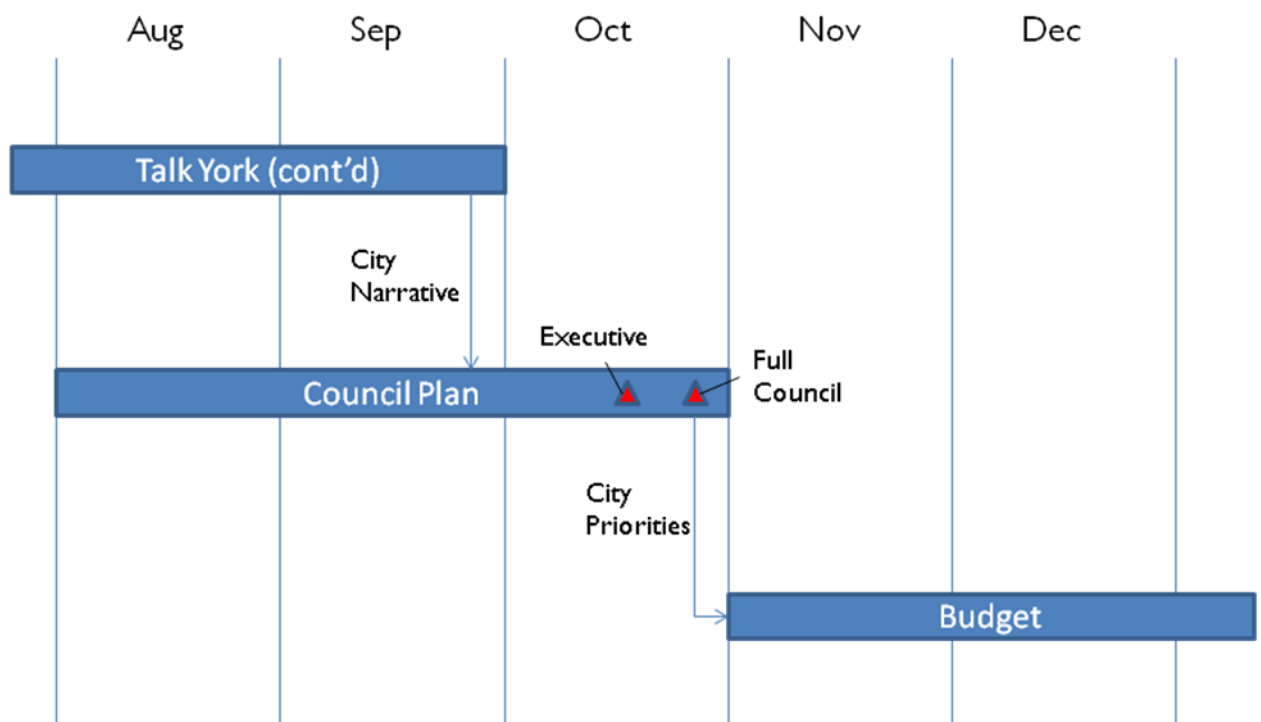 Aug Sep Oct Nov Dec
Talk York (cont'd)
City
Narrative
Executive
Full
Council
Council Plan
City
Priorities
Budget